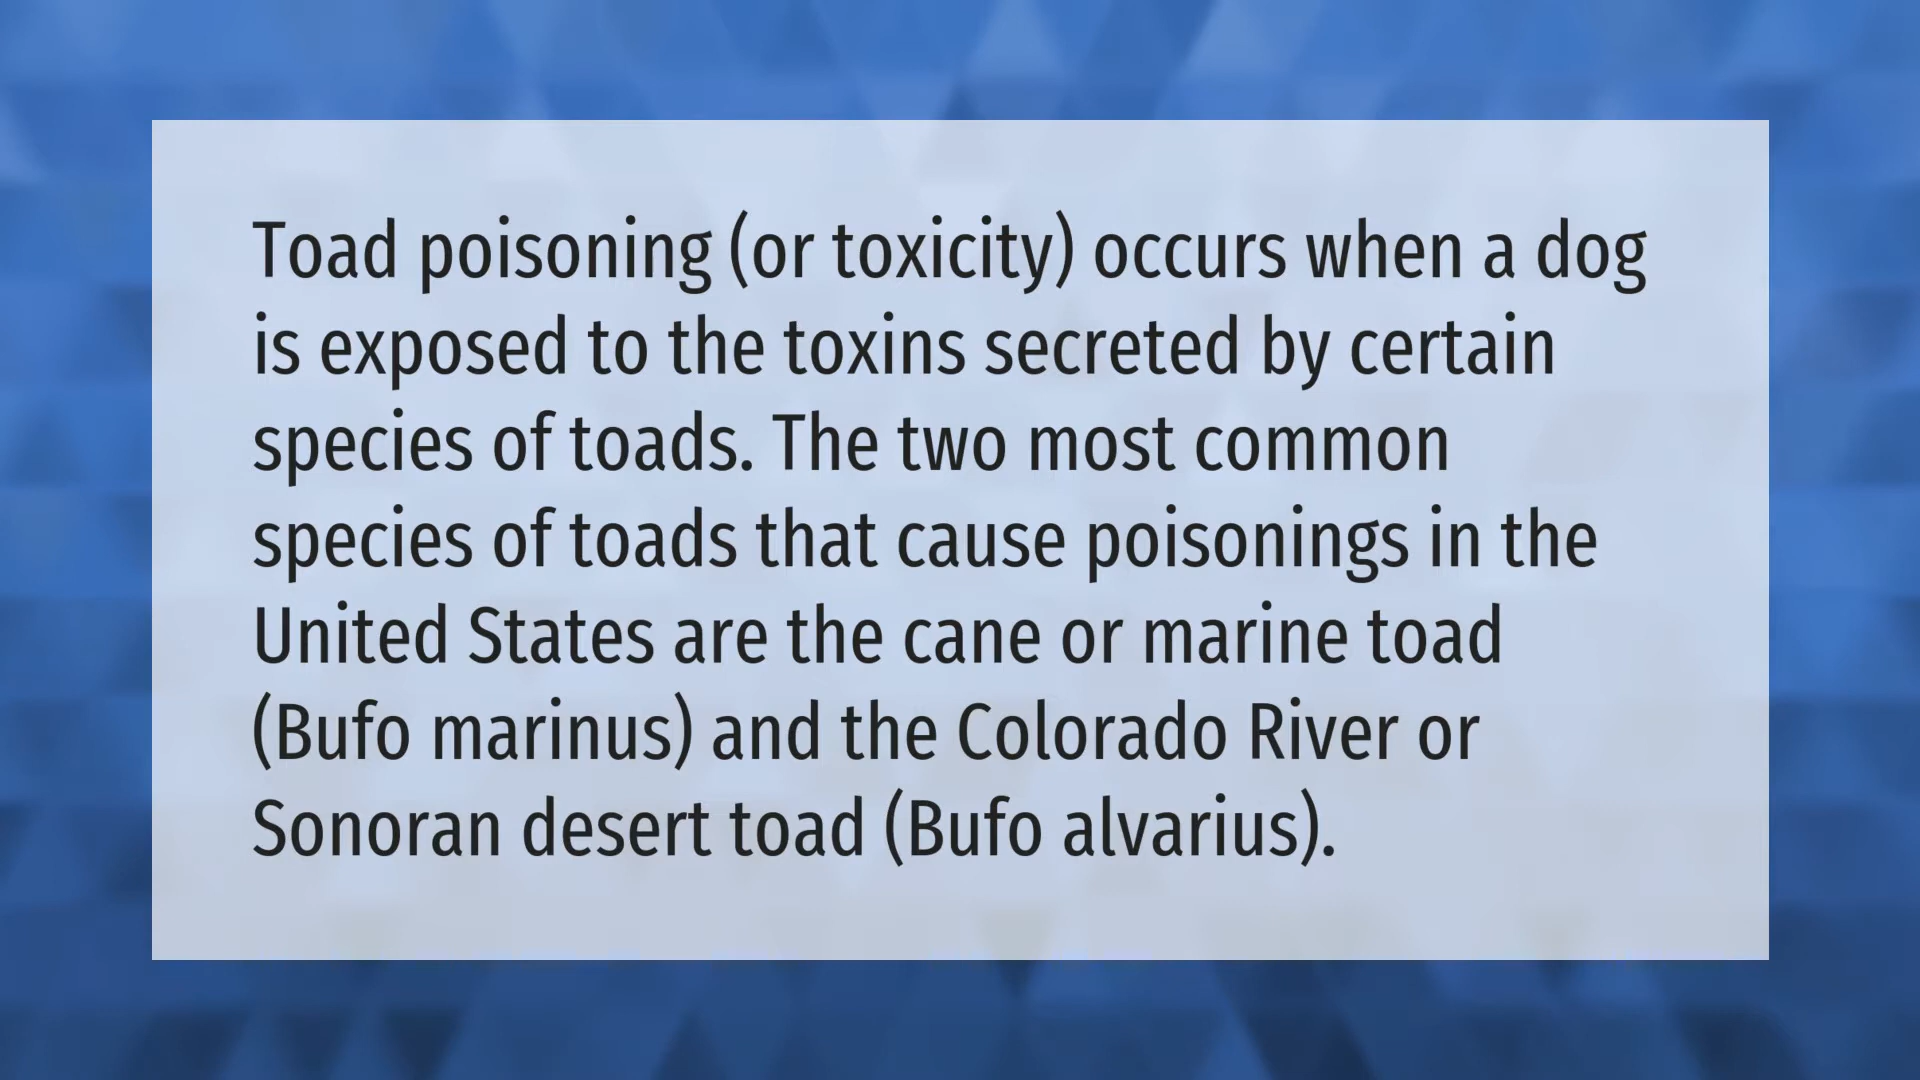 Toad poisoning (or toxicity) occurs when a dog
is exposed to the toxins secreted by certain
species of toads. The two most common
species of toads that cause poisonings in the
United States are the cane or marine toad
(Bufo marinus) and the Colorado River or
Sonoran desert toad (Bufo alvarius).